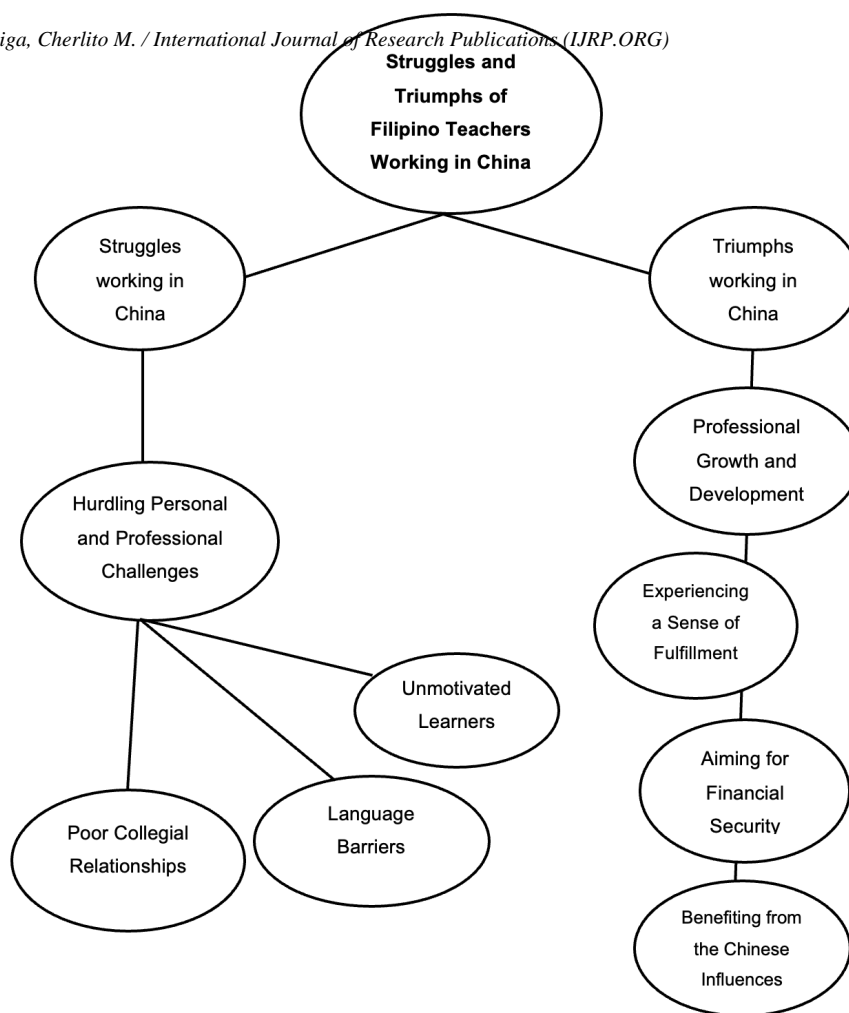 iga, Cherlito M. / International Journal of Research Publications (IJRP.ORG)
Struggles and
Triumphs of
Filipino Teachers
Working in China
Struggles
working in
China
Triumphs
working in
China
Hurdling Personal
and Professional
Challenges
Professional
Growth and
Development
Experiencing
a Sense of
Fulfillment
Unmotivated
Learners
Language
Barriers
Poor Collegial
Relationships
Aiming for
Financial
Security
Benefiting from
the Chinese
Influences